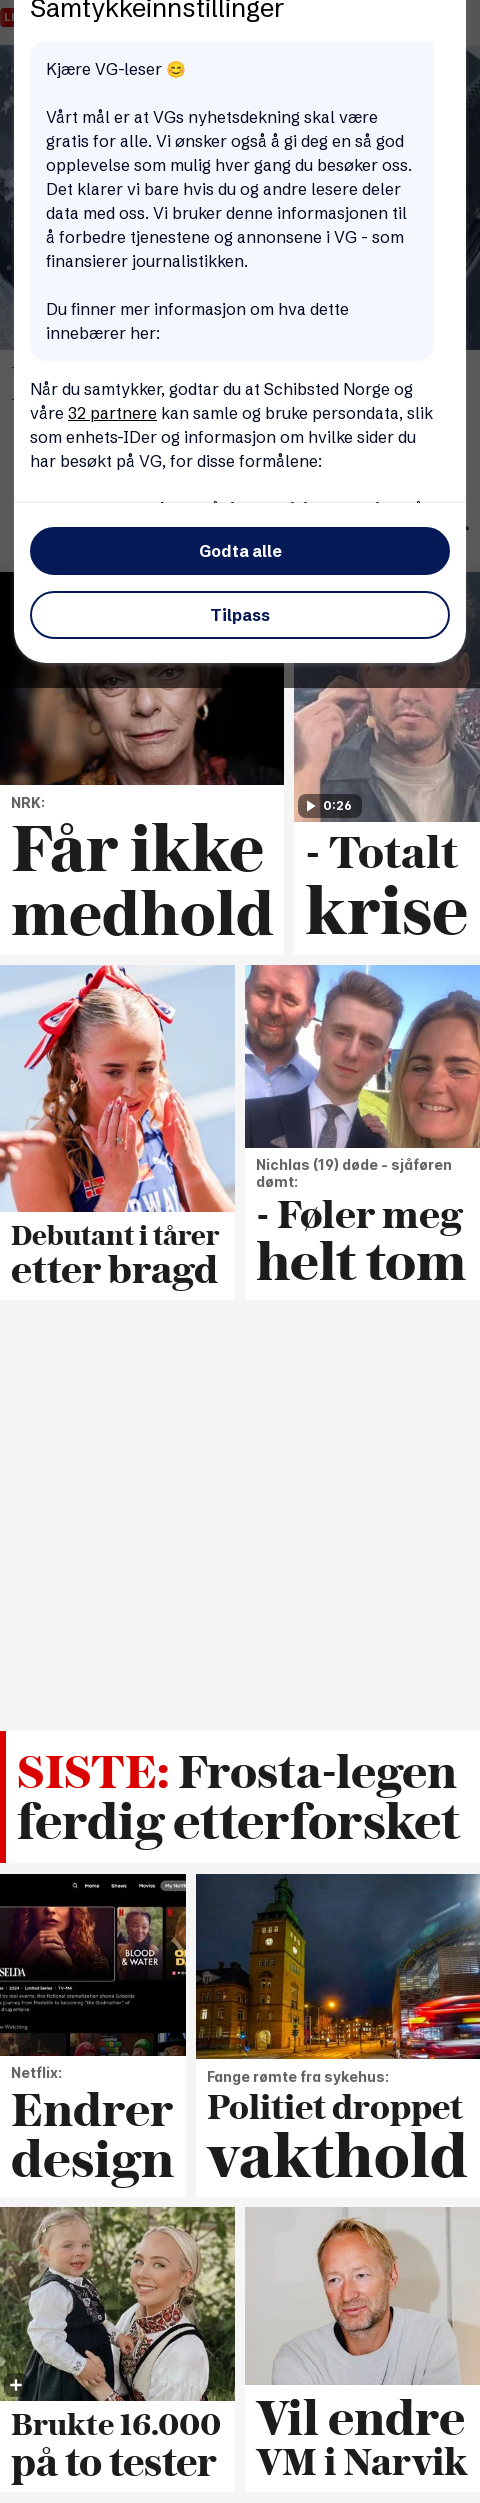 Samtykkeinnstillinger
Kjære VG-leser 😊
Vårt mål er at VGs nyhetsdekning skal være
gratis for alle. Vi ønsker også å gi deg en så god
opplevelse som mulig hver gang du besøker oss.
Det klarer vi bare hvis du og andre lesere deler
data med oss. Vi bruker denne informasjonen til
å forbedre tjenestene og annonsene i VG - som
finansierer journalistikken.
Du finner mer informasjon om hva dette
innebærer her:
Når du samtykker, godtar du at Schibsted Norge og
våre 32 partnere kan samle og bruke persondata, slik
som enhets-IDer og informasjon om hvilke sider du
har besøkt på VG, for disse formålene:
Godta alle
Tilpass
NRK:
Får ikke
medhold
0:26
- Totalt
krise
Debutant i tårer
etter bragd
Nichlas (19) døde - sjåføren
dømt:
- Føler meg
helt tom
SISTE: Frosta-legen
ferdig etterforsket
Home Shows Movies
BLOOD
& WATER
Netflix:
Endrer
design
Fange rømte fra sykehus:
Politiet droppet
vakthold
Brukte 16.000
på to tester
Vil endre
VM i Narvik